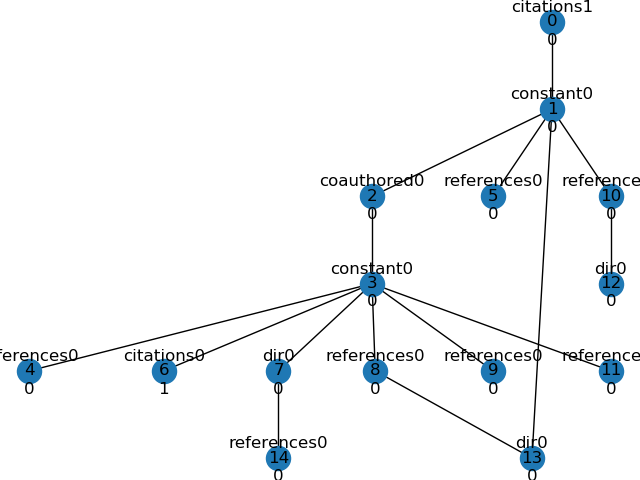 citations1
0
0
constant0
1
0
coauthored0 references0 reference
2 5 10
0 0 0
constant0 dir0
3 12
0 0
ferences0 citations0 dir0 references0 references0 reference
4 6 7 8 9 11
0 1 0 0 0 0
references0 dir0
14 13
0 0